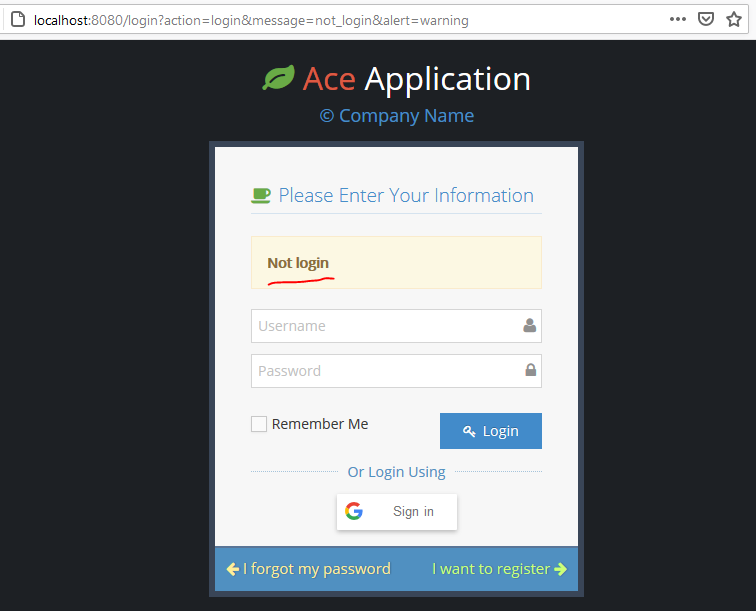 localhost:8080/login?action=login&message=not_login&alert=warning
Ace Application
© Company Name
Please Enter Your Information
Not login
Username
Password
Remember Me
Login
Or Login Using
Sign in
I forgot my password
I want to register